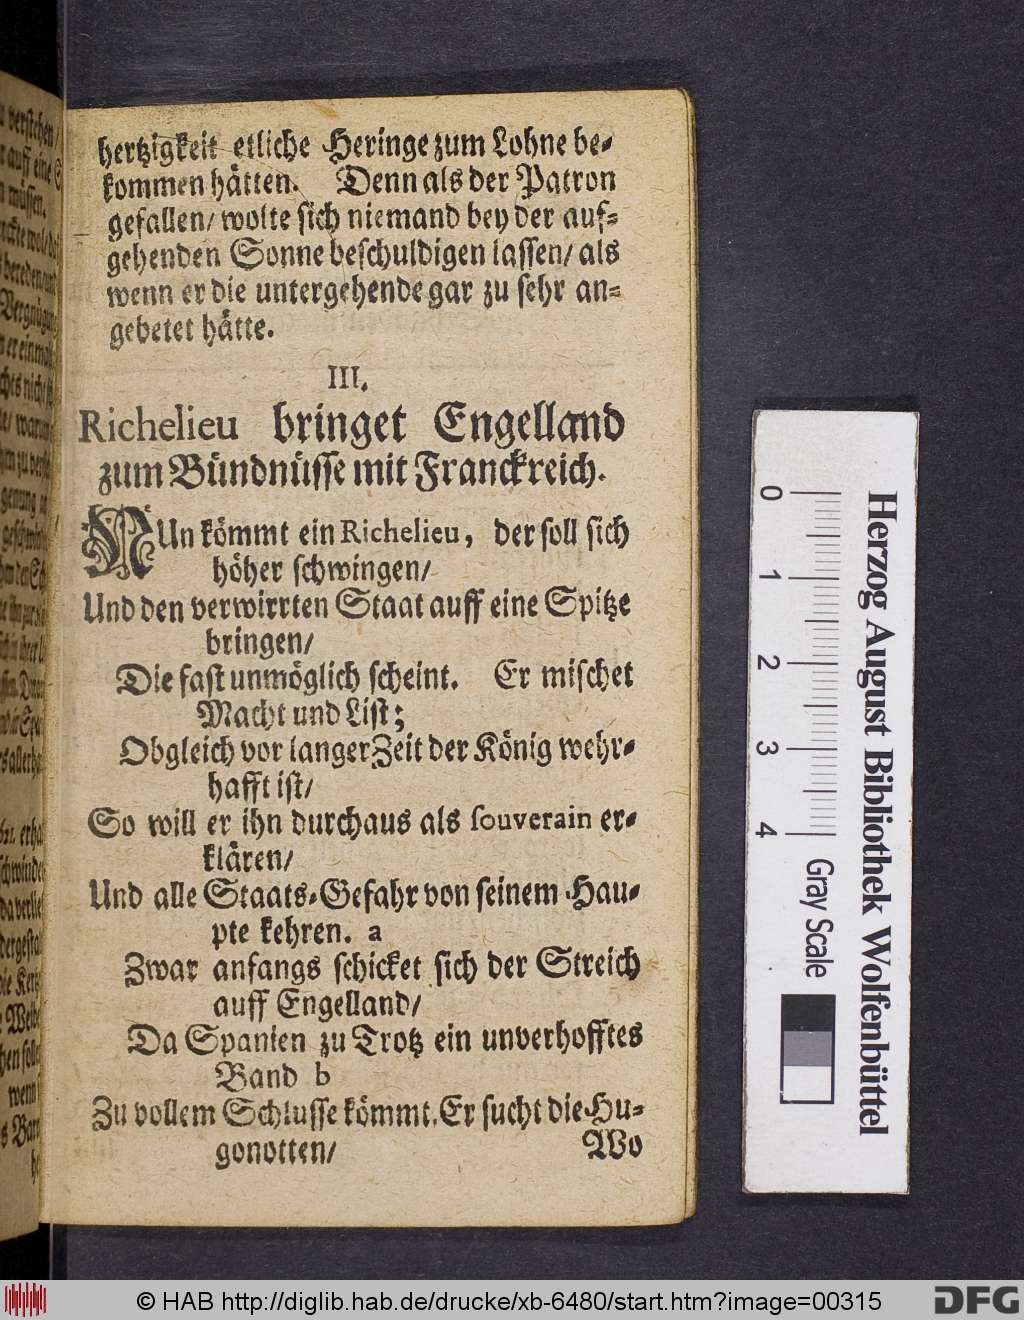 hertzigkeit etliche Heringe zum Lohne be-
kommen hätten. Denn als der Patron
gefallen/ wolte sich niemand bey der auf-
gehenden Sonne beschuldigen lassen/ als
wenn er die untergehende gar zu sehr an-
gebetet hätte.
III.
Richelieu bringet Engelland
zum Bündnüsse mit Franckreich.
NUn kömmt ein Richelieu, der soll sich
höher schwingen/
Und den verwirrten Staat auff eine Spitze
bringen/
Die fast unmöglich scheint. Er mischet
Macht und List;
Obgleich vor langer Zeit der König wehr-
hafft ist/
So will er ihn durchaus als souverain er-
klären/
Und alle Staats-Gefahr von seinem Hau-
pte kehren. a
Zwar anfangs schicket sich der Streich
auff Engelland/
Da Spanien zu Trotz ein unverhofftes
Band b
Zu vollem Schlusse kömmt. Er sucht die Hu-
gonotten/
Wo
Herzog August Bibliothek Wolfenbüttel
0 1 2 3 4
Gray Scale
© HAB http://diglib.hab.de/drucke/xb-6480/start.htm?image=00315
DFG